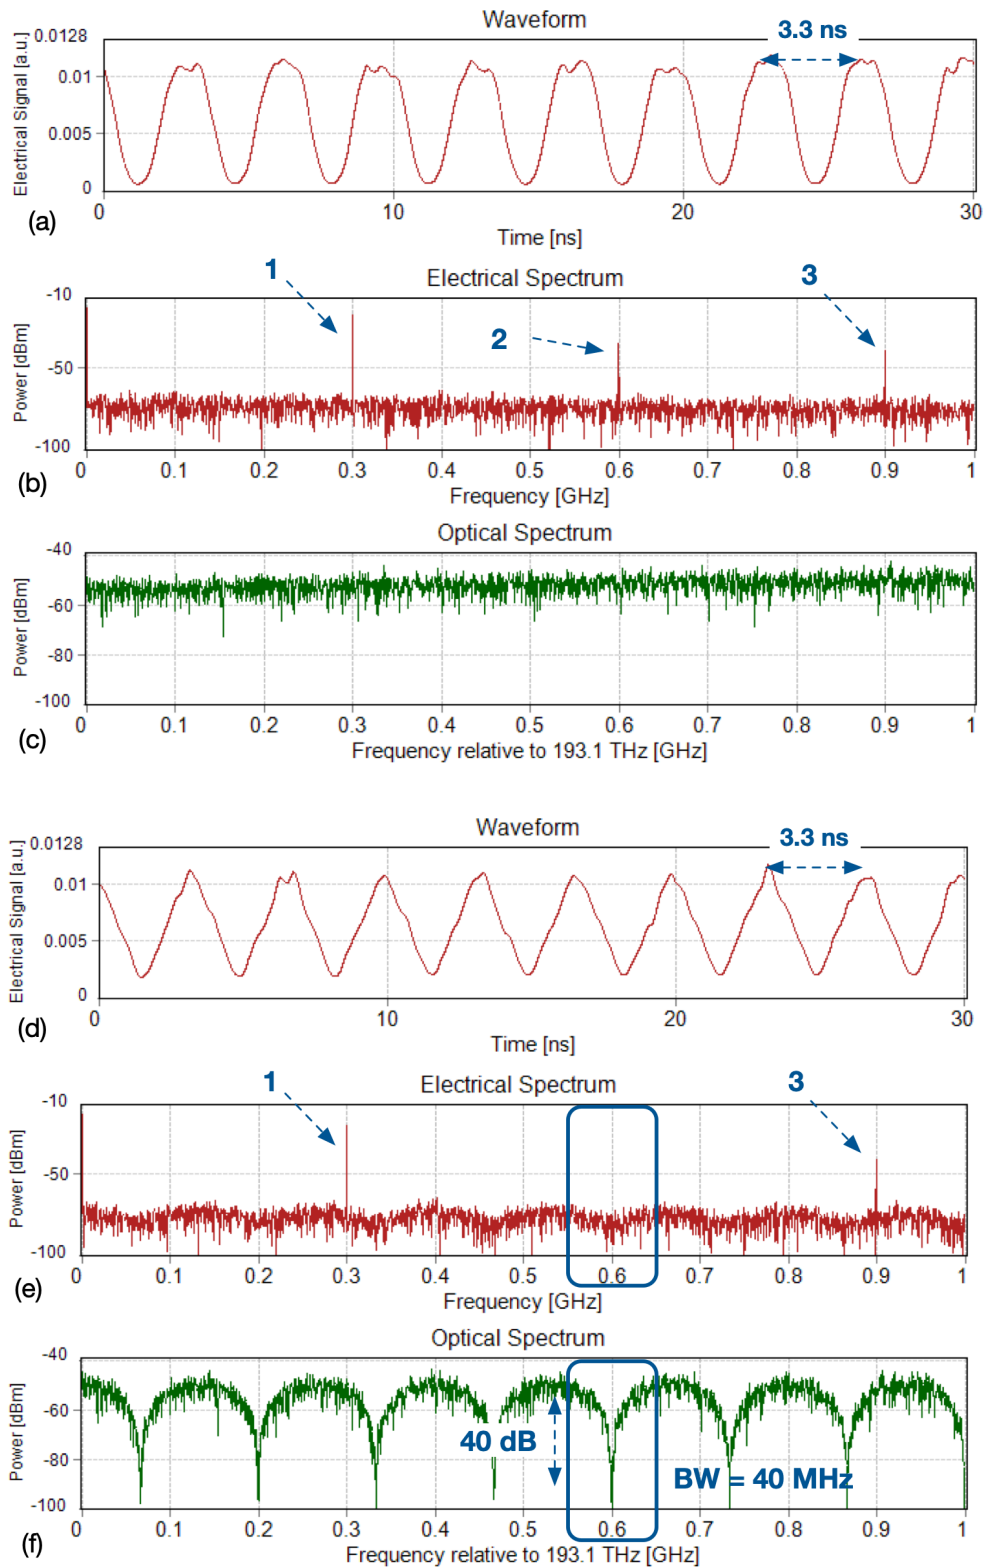 Waveform
3.3 ns
Electrical Signal [a.u.]
0.0128
0.01
0.005
0
0 10 20 30
Time [ns]
(a)
1
3
Electrical Spectrum
2
Power [dBm]
-10
-50
-100
0 0.1 0.2 0.3 0.4 0.5 0.6 0.7 0.8 0.9 1
Frequency [GHz]
(b)
Optical Spectrum
Power [dBm]
-40
-60
-80
-100
0 0.1 0.2 0.3 0.4 0.5 0.6 0.7 0.8 0.9 1
Frequency relative to 193.1 THz [GHz]
(c)
Waveform
3.3 ns
Electrical Signal [a.u.]
0.0128
0.01
0.005
0
0 10 20 30
Time [ns]
(d)
1
3
Electrical Spectrum
Power [dBm]
-10
-50
-100
0 0.1 0.2 0.3 0.4 0.5 0.6 0.7 0.8 0.9 1
Frequency [GHz]
(e)
Optical Spectrum
Power [dBm]
-40
-60
-80
-100
40 dB
BW = 40 MHz
0 0.1 0.2 0.3 0.4 0.5 0.6 0.7 0.8 0.9 1
Frequency relative to 193.1 THz [GHz]
(f)